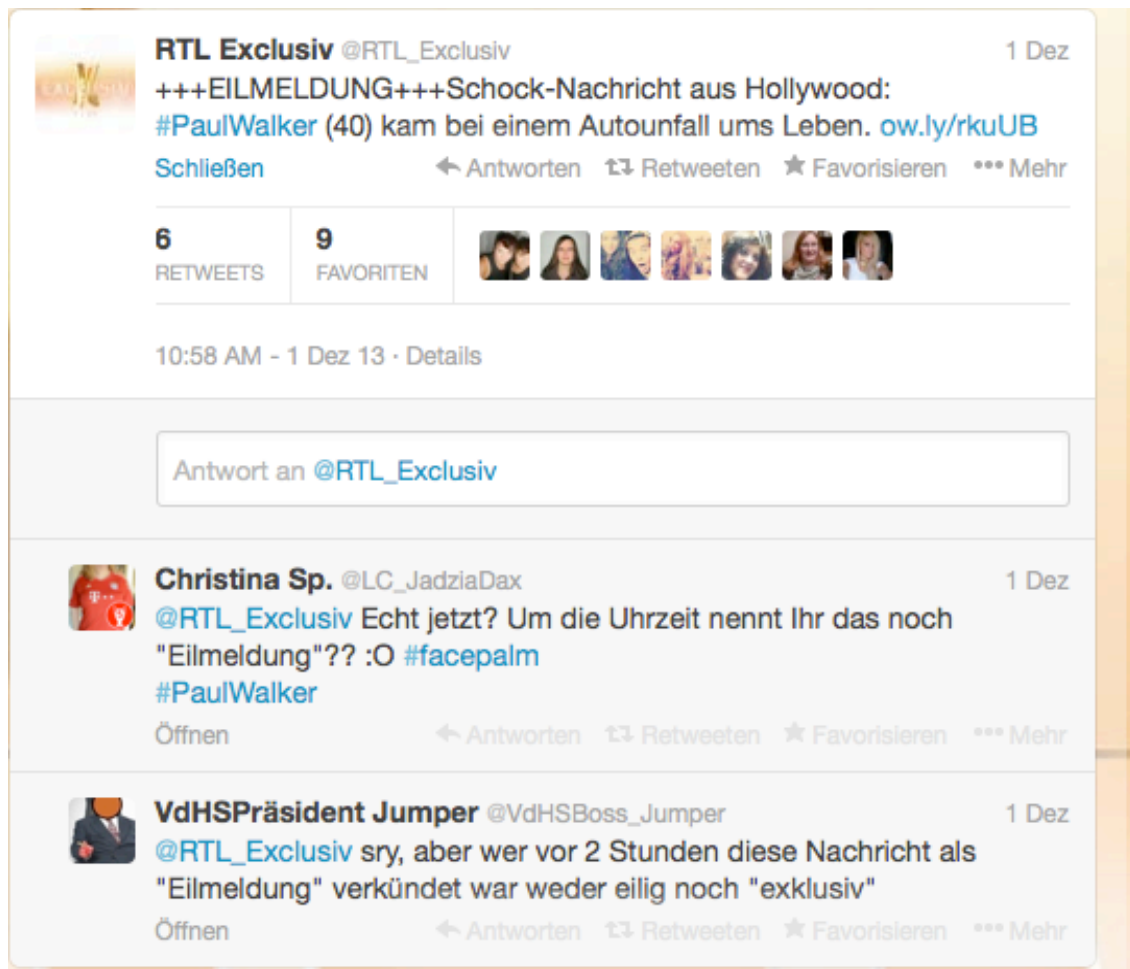 RTL Exclusiv @RTL_Exclusiv 1 Dez
+++EILMELDUNG+++Schock-Nachricht aus Hollywood:
#PaulWalker (40) kam bei einem Autounfall ums Leben. ow.ly/rkuUB
Schließen Antworten Retweeten Favorisieren Mehr
6 9
RETWEETS FAVORITEN
10:58 AM - 1 Dez 13 · Details
Antwort an @RTL_Exclusiv
Christina Sp. @LC_JadziaDax 1 Dez
@RTL_Exclusiv Echt jetzt? Um die Uhrzeit nennt Ihr das noch
"Eilmeldung"?? :O #facepalm
#PaulWalker
Öffnen Antworten Retweeten Favorisieren Mehr
VdHSPräsident Jumper @VdHSBoss_Jumper 1 Dez
@RTL_Exclusiv sry, aber wer vor 2 Stunden diese Nachricht als
"Eilmeldung" verkündet war weder eilig noch "exklusiv"
Öffnen Antworten Retweeten Favorisieren Mehr